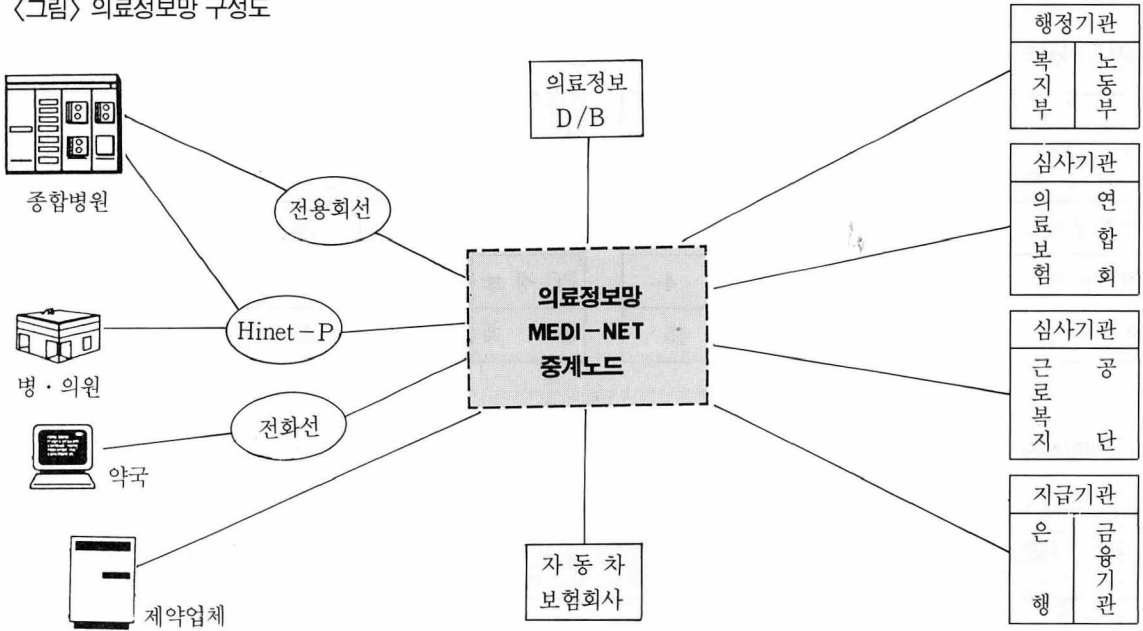 〈그림〉 의료정보망 구성도
종합병원
전용회선
Hinet-P
병·의원
전화선
약국
제약업체
의료정보
D/B
의료정보망
MEDI-NET
중계노드
자동차
보험회사
행정기관
복지부 노동부
심사기관
의료보험 연합회
심사기관
근로복지 공단
지급기관
은행 금융기관